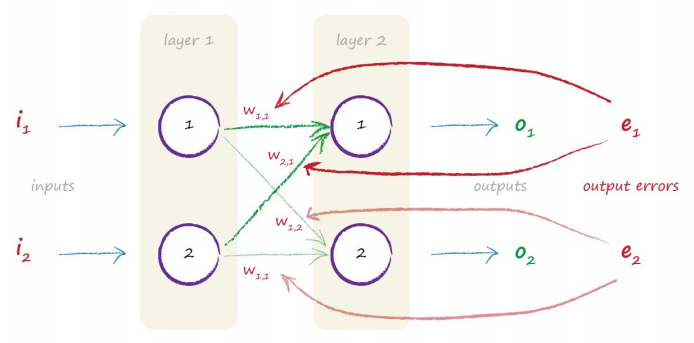 layer 1
layer 2
i1
1
w1,1
1
o1
e1
w2,1
inputs
outputs
output errors
w1,2
i2
2
w1,1
2
o2
e2